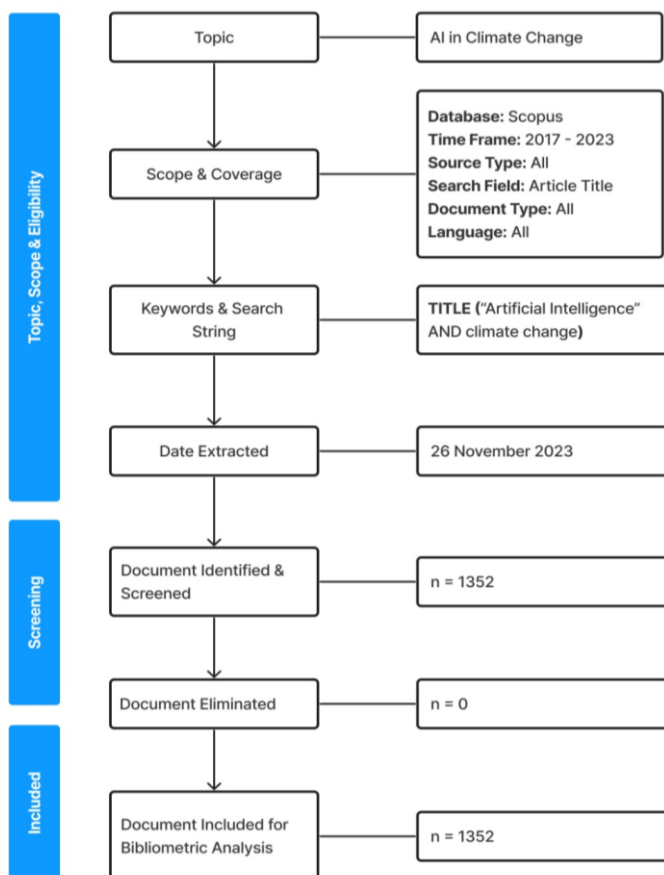 Topic, Scope & Eligibility
Topic
AI in Climate Change
Scope & Coverage
Database: Scopus
Time Frame: 2017 - 2023
Source Type: All
Search Field: Article Title
Document Type: All
Language: All
Keywords & Search
String
TITLE (“Artificial Intelligence”
AND climate change)
Date Extracted
26 November 2023
Screening
Document Identified &
Screened
n = 1352
Document Eliminated
n = 0
Included
Document Included for
Bibliometric Analysis
n = 1352